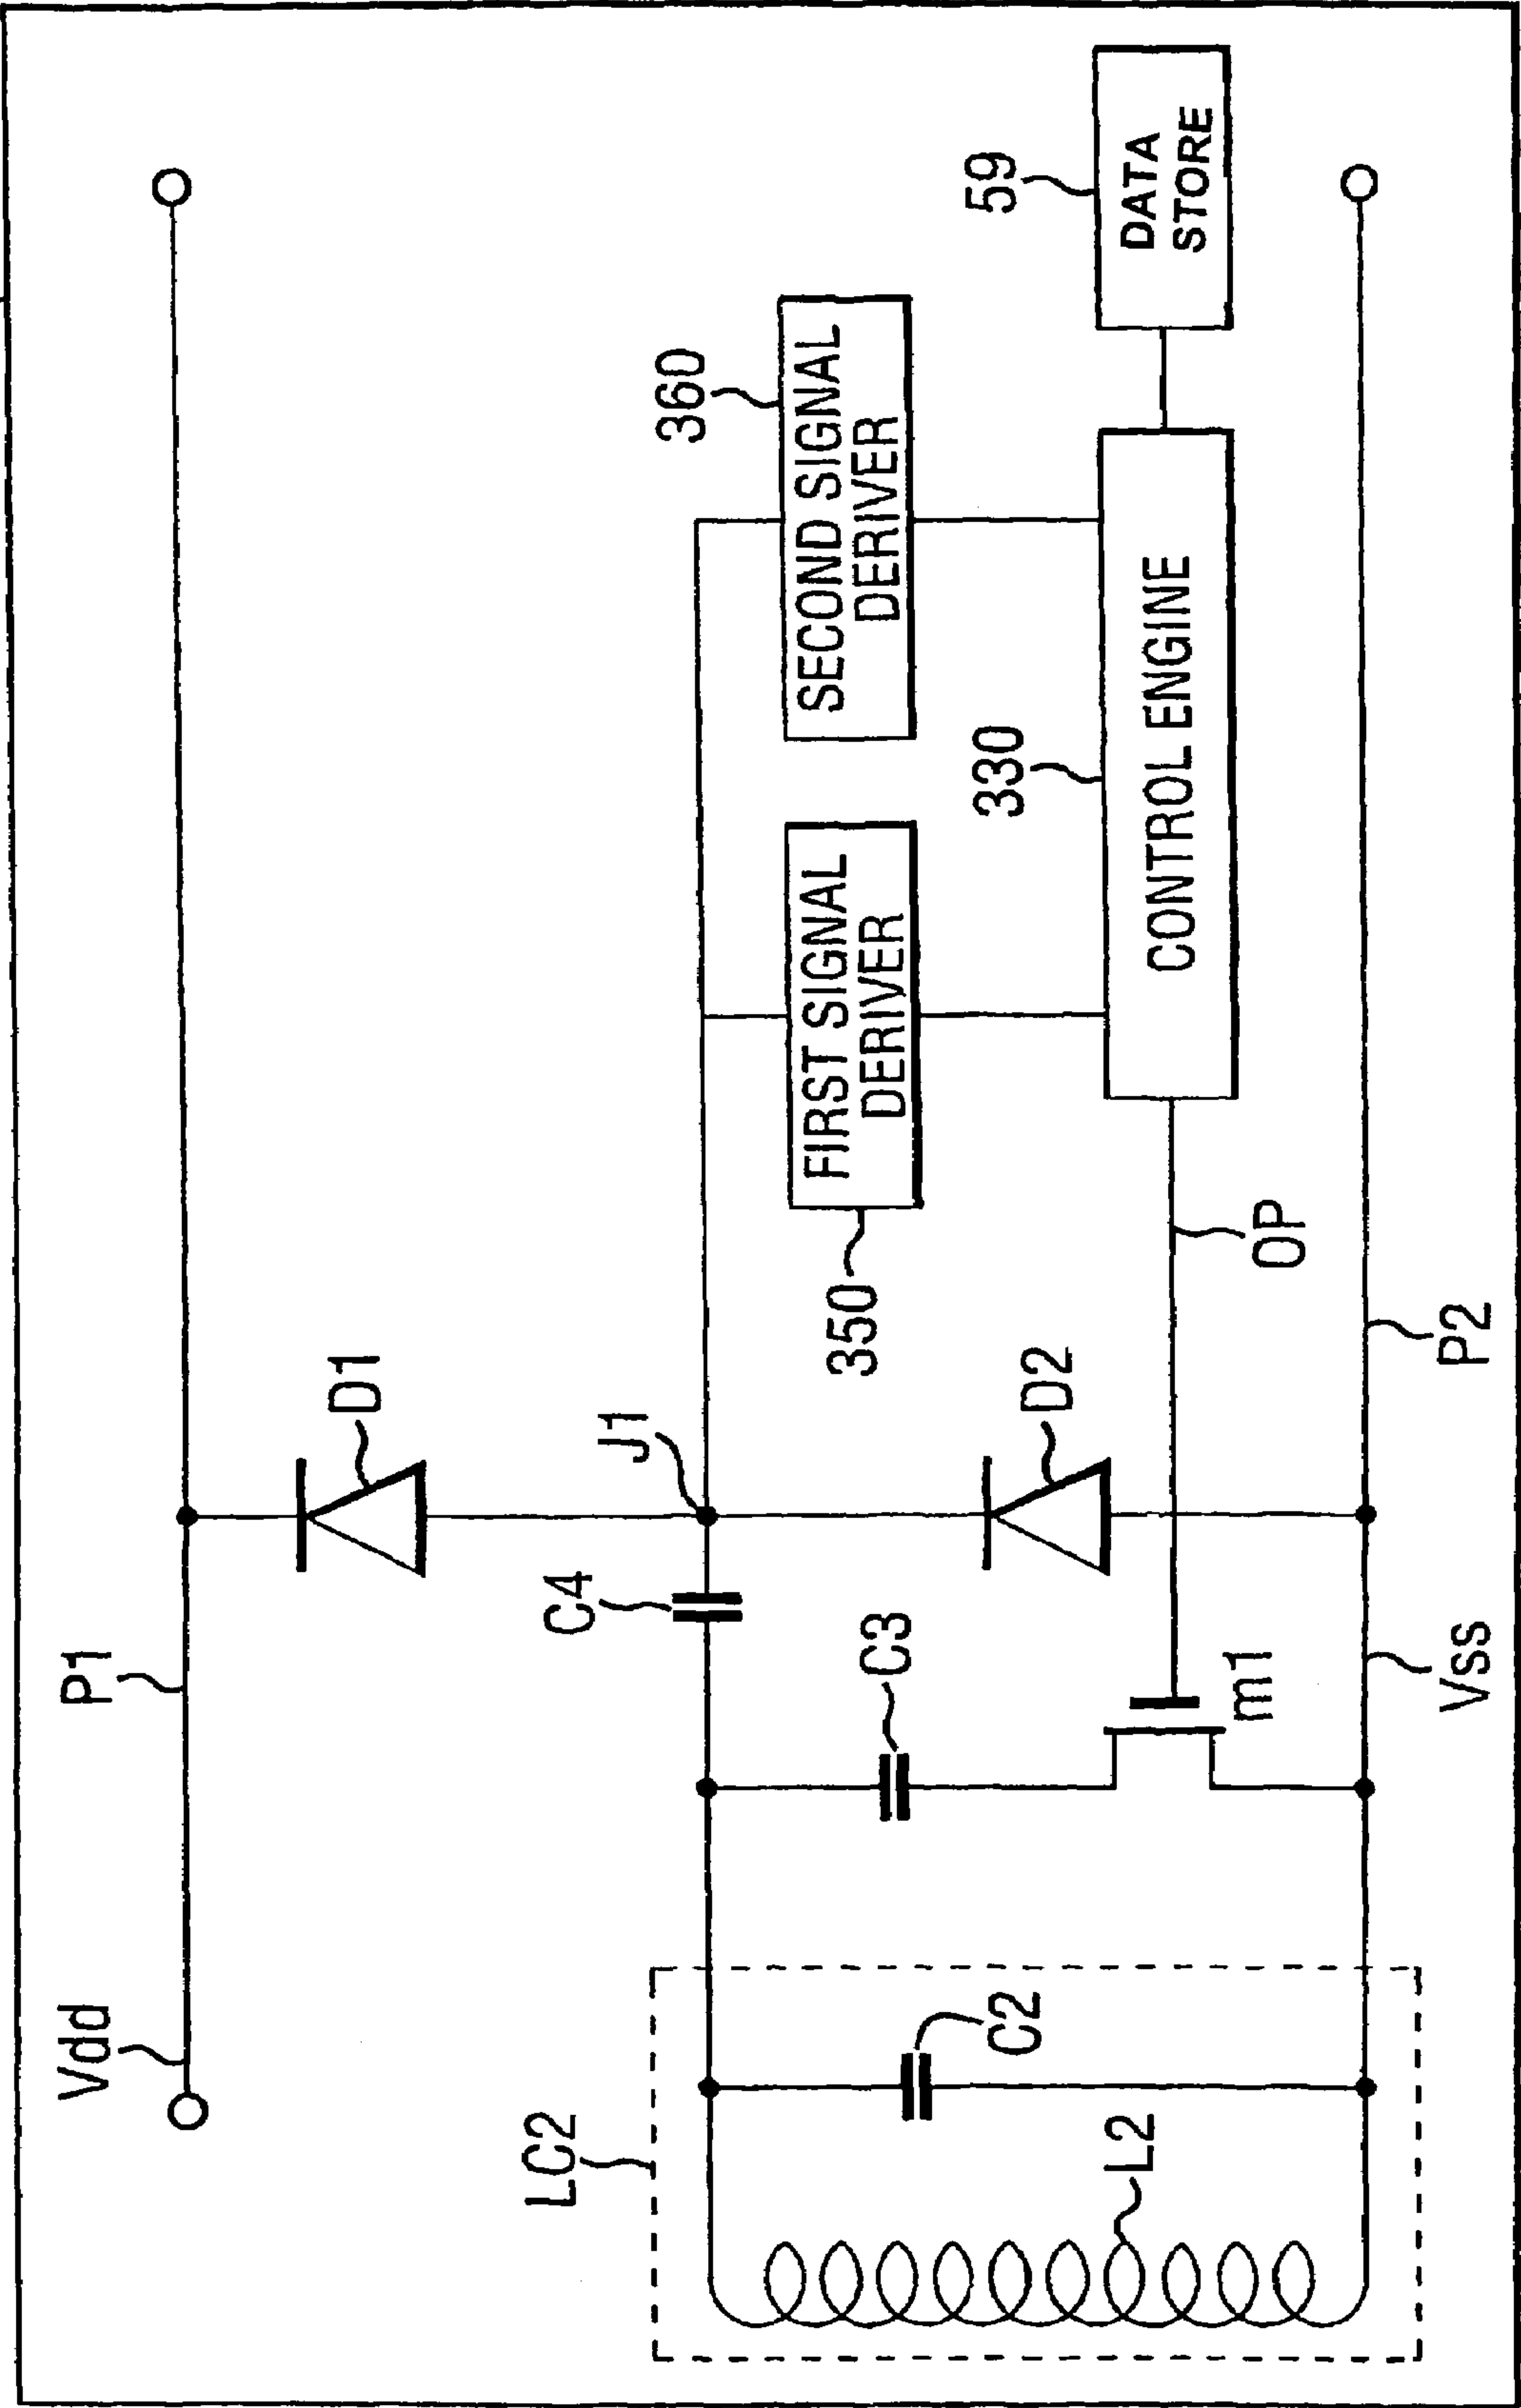 Vdd
P1
D1
LC2
C4
J1
360
SECOND SIGNAL
DERIVER
59
DATA
STORE
350
FIRST SIGNAL
DERIVER
C3
330
CONTROL ENGINE
C2
D2
L2
m1
OP
Vss
P2